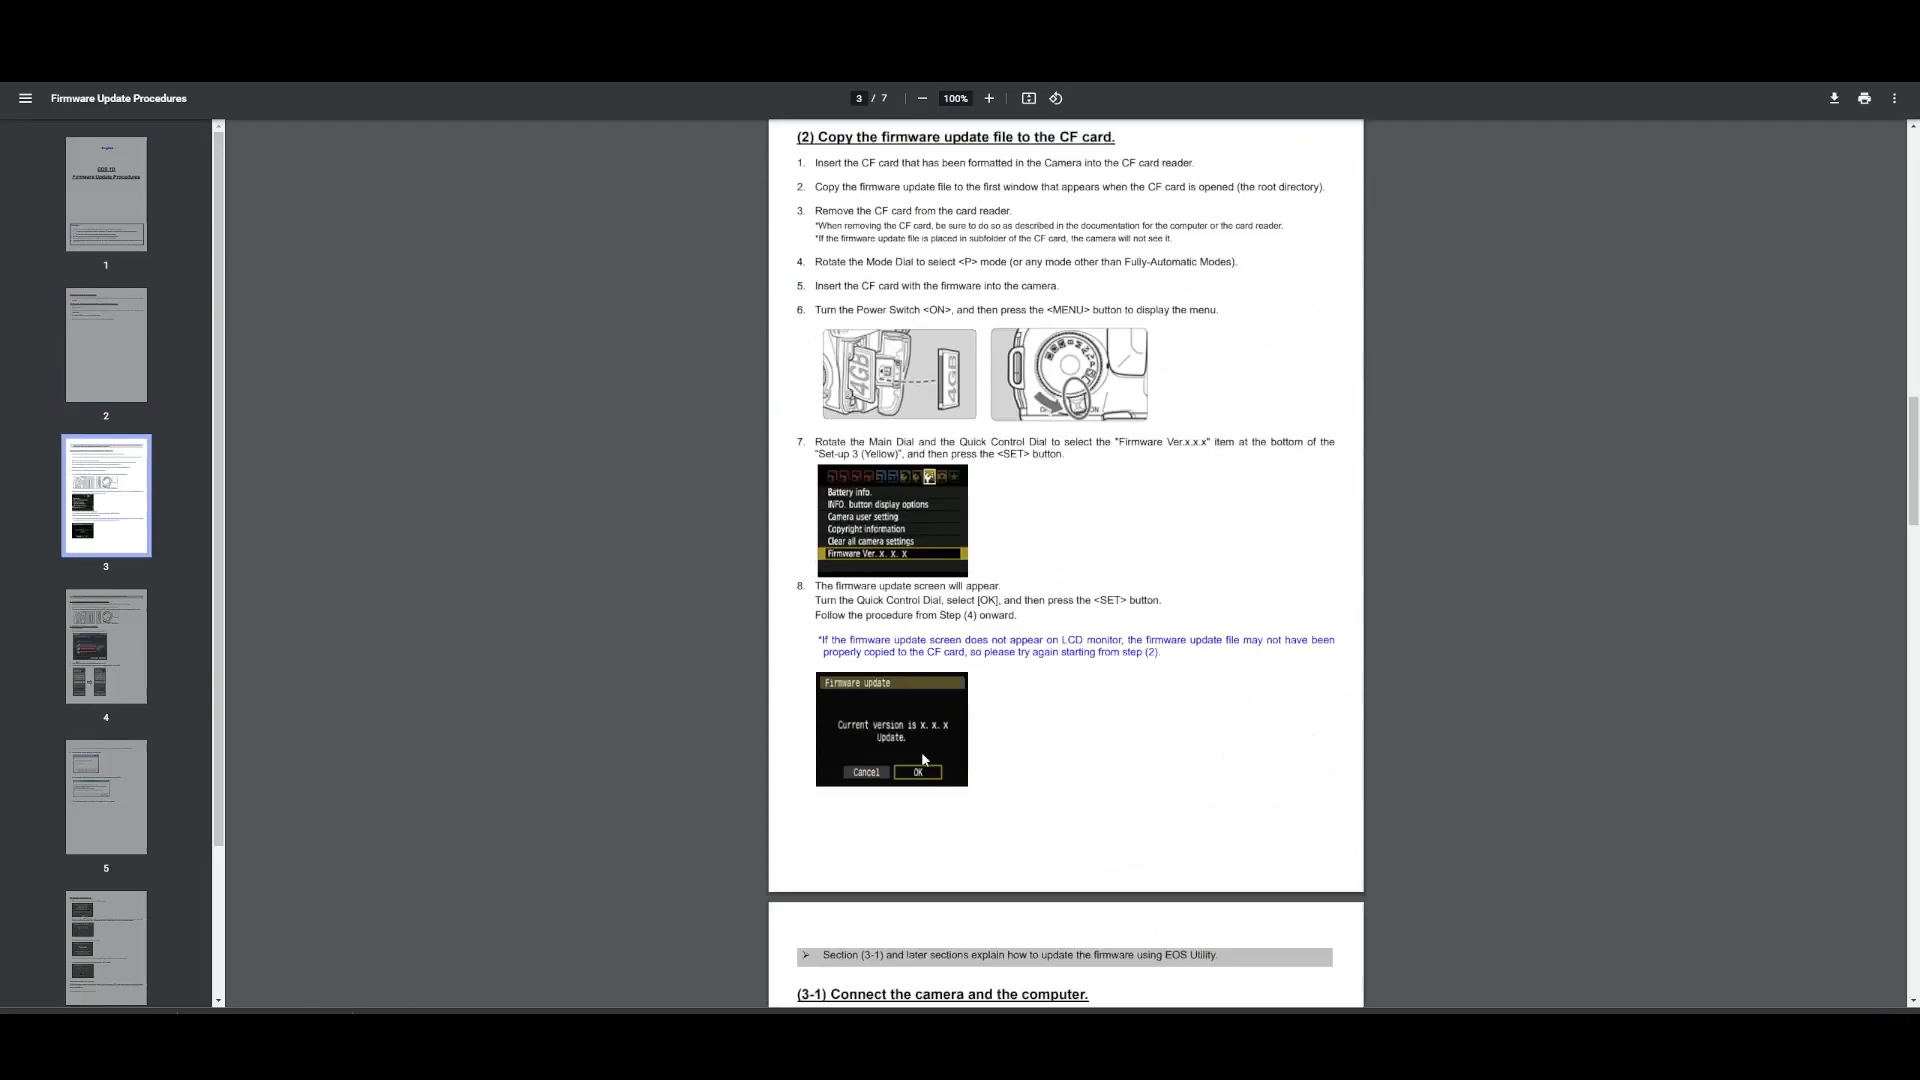 Firmware Update Procedures
3 / 7
100%
English
EOS 7D
Firmware Update Procedures
1
2
3
4
5
(2) Copy the firmware update file to the CF card.
1. Insert the CF card that has been formatted in the Camera into the CF card reader.
2. Copy the firmware update file to the first window that appears when the CF card is opened (the root directory).
3. Remove the CF card from the card reader.
*When removing the CF card, be sure to do so as described in the documentation for the computer or the card reader.
*If the firmware update file is placed in subfolder of the CF card, the camera will not see it.
4. Rotate the Mode Dial to select <P> mode (or any mode other than Fully-Automatic Modes).
5. Insert the CF card with the firmware into the camera.
6. Turn the Power Switch <ON>, and then press the <MENU> button to display the menu.
4GB
4GB
ON
7. Rotate the Main Dial and the Quick Control Dial to select the "Firmware Ver.x.x.x" item at the bottom of the
"Set-up 3 (Yellow)", and then press the <SET> button.
Battery info.
INFO. button display options
Camera user setting
Copyright information
Clear all camera settings
Firmware Ver. X. X. X
8. The firmware update screen will appear.
Turn the Quick Control Dial, select [OK], and then press the <SET> button.
Follow the procedure from Step (4) onward.
*If the firmware update screen does not appear on LCD monitor, the firmware update file may not have been
properly copied to the CF card, so please try again starting from step (2).
Firmware update
Current version is x. x. x
Update.
Cancel OK
➢ Section (3-1) and later sections explain how to update the firmware using EOS Utility.
(3-1) Connect the camera and the computer.